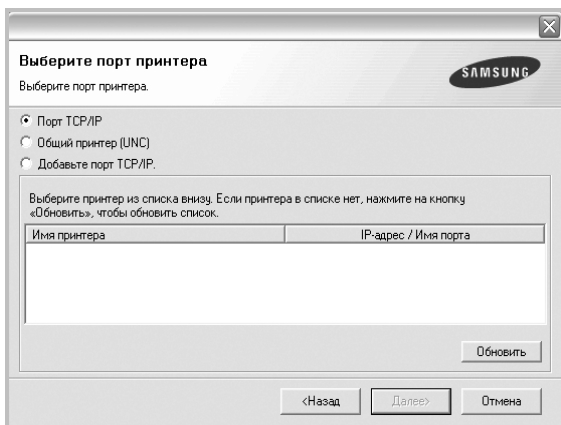 Выберите порт принтера
Выберите порт принтера.
SAMSUNG
Порт TCP/IP
Общий принтер (UNC)
Добавьте порт TCP/IP.
Выберите принтер из списка внизу. Если принтера в списке нет, нажмите на кнопку
«Обновить», чтобы обновить список.
Имя принтера IP-адрес / Имя порта
Обновить
<Назад Далее> Отмена